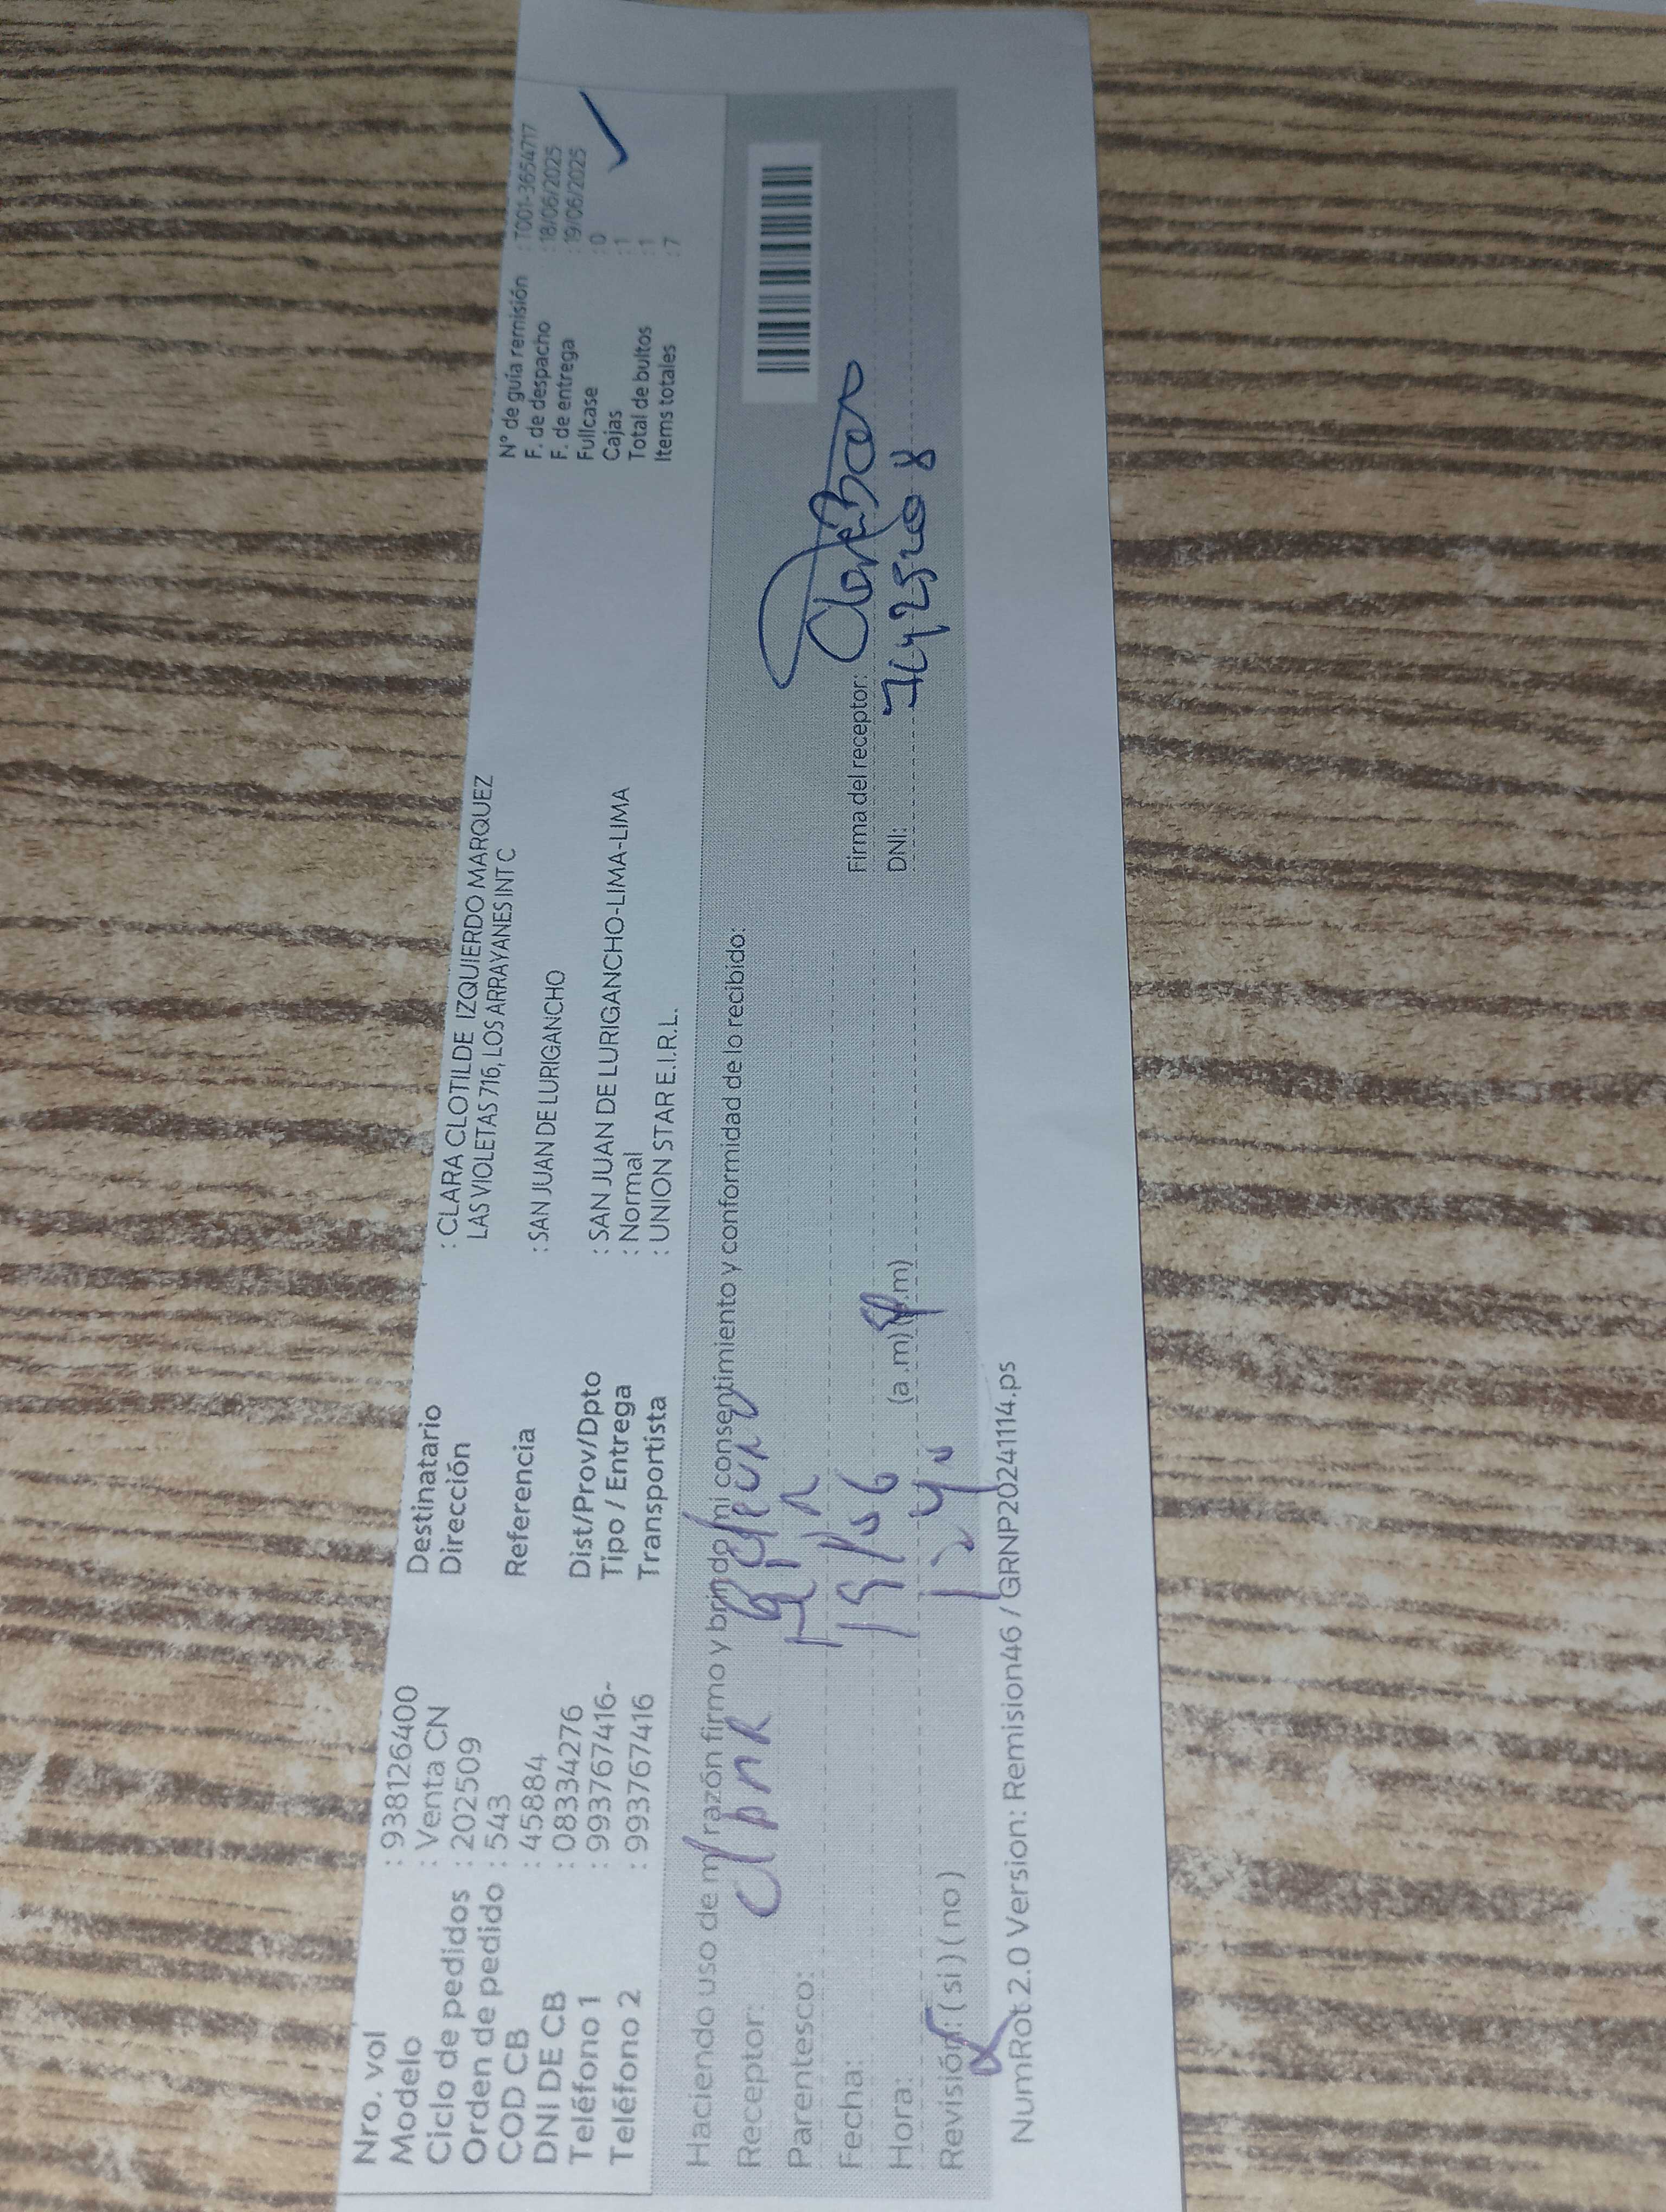 Nro. vol : 938126400
Modelo : Venta CN
Ciclo de pedidos : 202509
Orden de pedido : 543
COD CB : 45884
DNI DE CB : 08334276
Teléfono 1 : 993767416-
Teléfono 2 : 993767416
Destinatario : CLARA CLOTILDE IZQUIERDO MARQUEZ
Dirección LAS VIOLETAS 716, LOS ARRAYANES INT C
Referencia : SAN JUAN DE LURIGANCHO
Dist/Prov/Dpto : SAN JUAN DE LURIGANCHO-LIMA-LIMA
Tipo / Entrega : Normal
Transportista : UNION STAR E.I.R.L.
N° de guía remisión : T001-3654717
F. de despacho : 18/06/2025
F. de entrega : 19/06/2025
Fullcase : 0
Cajas : 1
Total de bultos : 1
Items totales : 7
Haciendo uso de mi razón firmo y brindo mi consentimiento y conformidad de lo recibido:
Receptor:
Parentesco:
Fecha: 19/06
Hora: (a.m) (p.m)
Revisión: (si) (no)
Firma del receptor:
DNI:
NumRot 2.0 Version: Remision46 / GRNP20241114.ps